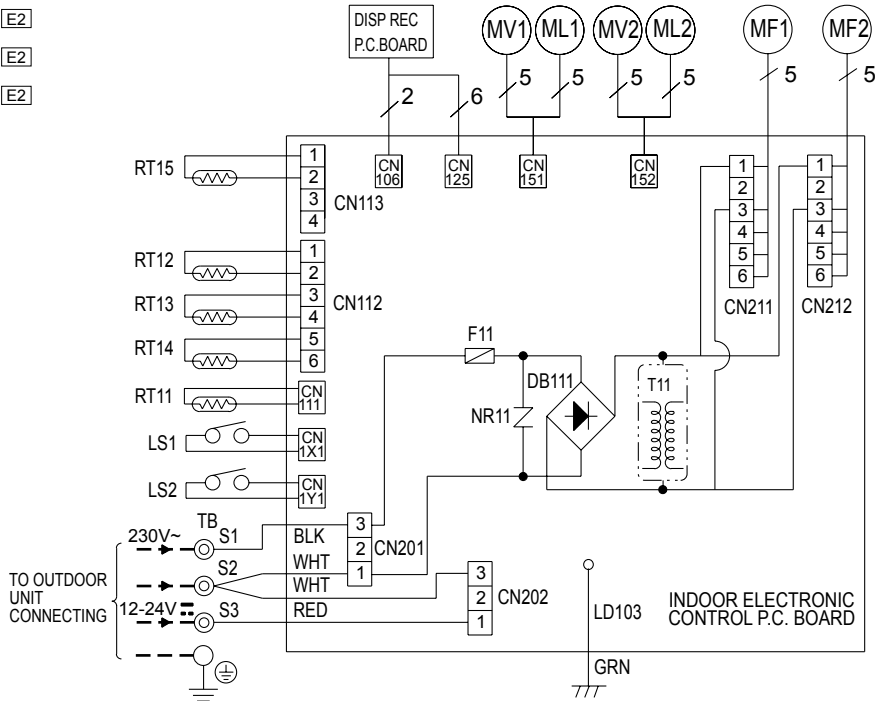 E2
E2
E2
DISP REC
P.C.BOARD
MV1
ML1
MV2
ML2
MF1
MF2
2
6
5
5
5
5
5
5
CN
106
CN
125
CN
151
CN
152
RT15
1
2
3
4
CN113
RT12
RT13
RT14
1
2
3
4
5
6
CN112
RT11
CN
111
LS1
CN
1X1
LS2
CN
1Y1
1
2
3
4
5
6
CN211
1
2
3
4
5
6
CN212
F11
DB111
NR11
T11
TB
230V~
S1
BLK
S2
WHT
WHT
12-24V
S3
RED
3
2
1
CN201
3
2
1
CN202
TO OUTDOOR
UNIT
CONNECTING
LD103
GRN
INDOOR ELECTRONIC
CONTROL P.C. BOARD